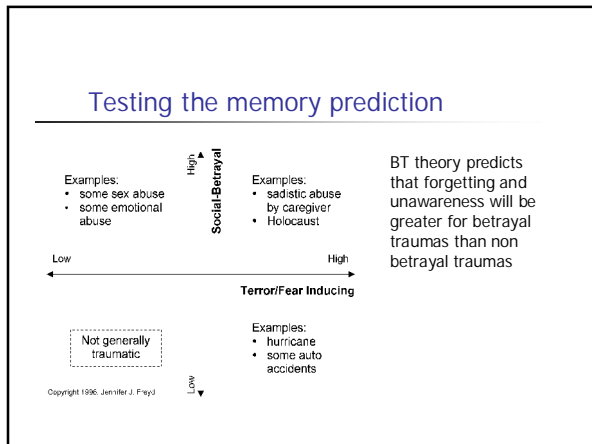 Testing the memory prediction
High
Social-Betrayal
Examples:
• some sex abuse
• some emotional
abuse
Examples:
• sadistic abuse
by caregiver
• Holocaust
BT theory predicts
that forgetting and
unawareness will be
greater for betrayal
traumas than non
betrayal traumas
Low
High
Terror/Fear Inducing
Not generally
traumatic
Examples:
• hurricane
• some auto
accidents
Low
Copyright 1996, Jennifer J. Freyd